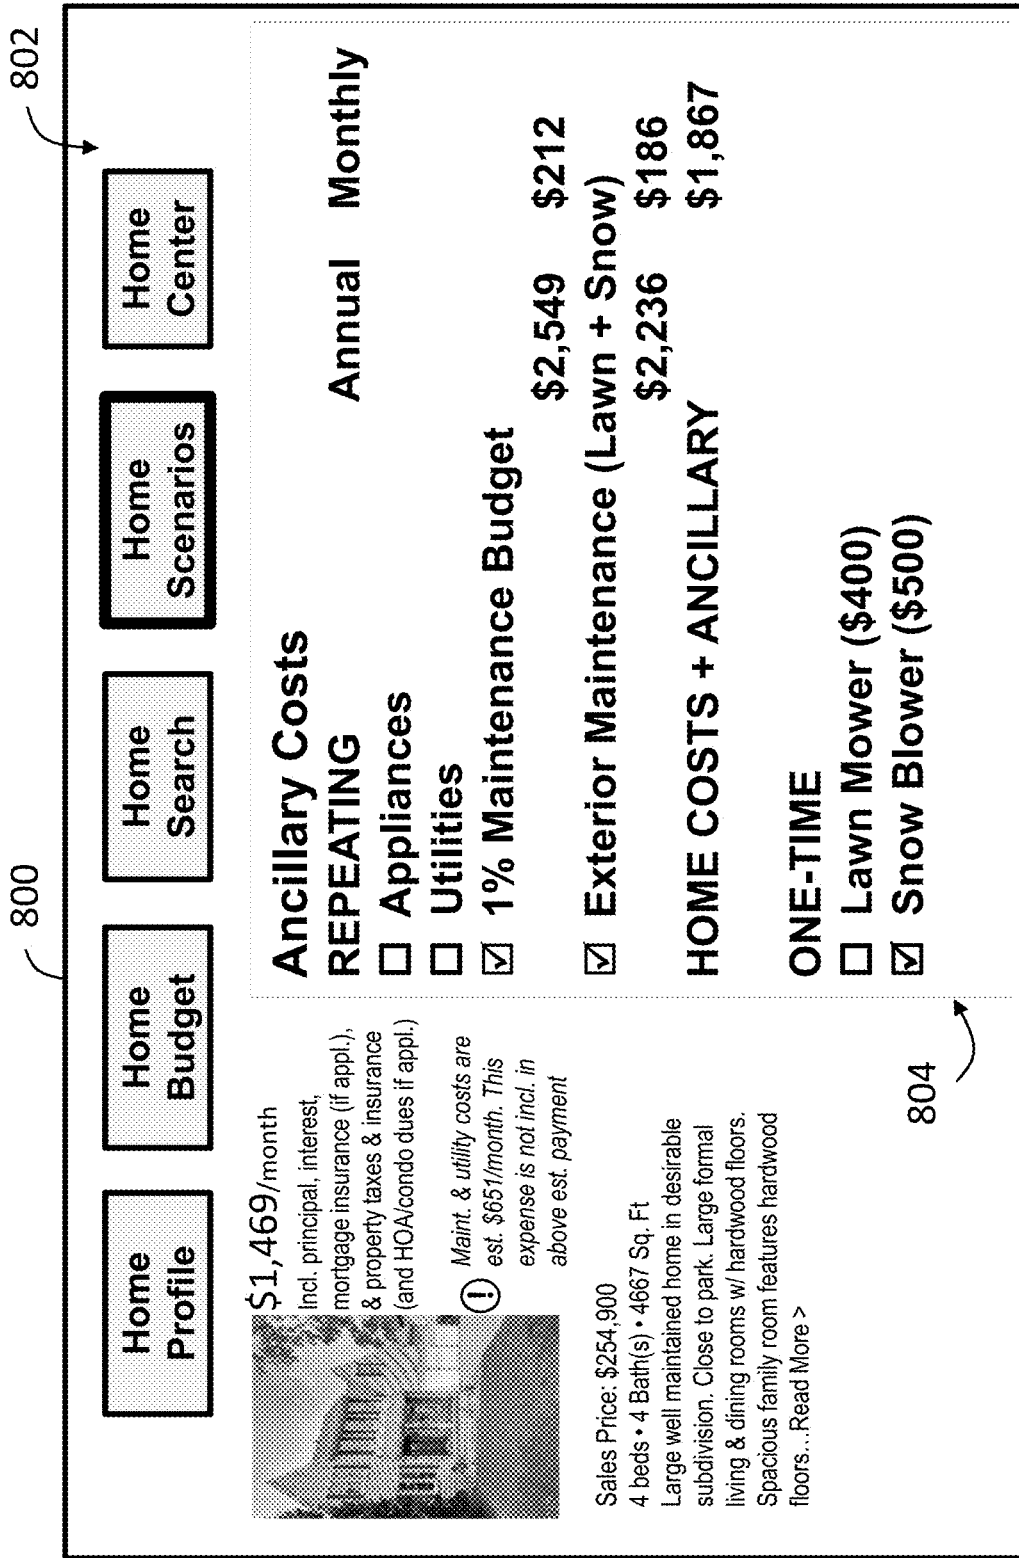 800
802
Home
Profile
Home
Budget
Home
Search
Home
Scenarios
Home
Center
$1,469/month
Incl. principal, interest,
mortgage insurance (if appl.),
& property taxes & insurance
(and HOA/condo dues if appl.)
! Maint. & utility costs are
est. $651/month. This
expense is not incl. in
above est. payment
Sales Price: $254,900
4 beds • 4 Bath(s) • 4667 Sq. Ft
Large well maintained home in desirable
subdivision. Close to park. Large formal
living & dining rooms w/ hardwood floors.
Spacious family room features hardwood
floors...Read More >
Ancillary Costs
REPEATING Annual Monthly
☐ Appliances
☐ Utilities
☑ 1% Maintenance Budget
$2,549 $212
☑ Exterior Maintenance (Lawn + Snow)
$2,236 $186
HOME COSTS + ANCILLARY $1,867
ONE-TIME
☐ Lawn Mower ($400)
☑ Snow Blower ($500)
804